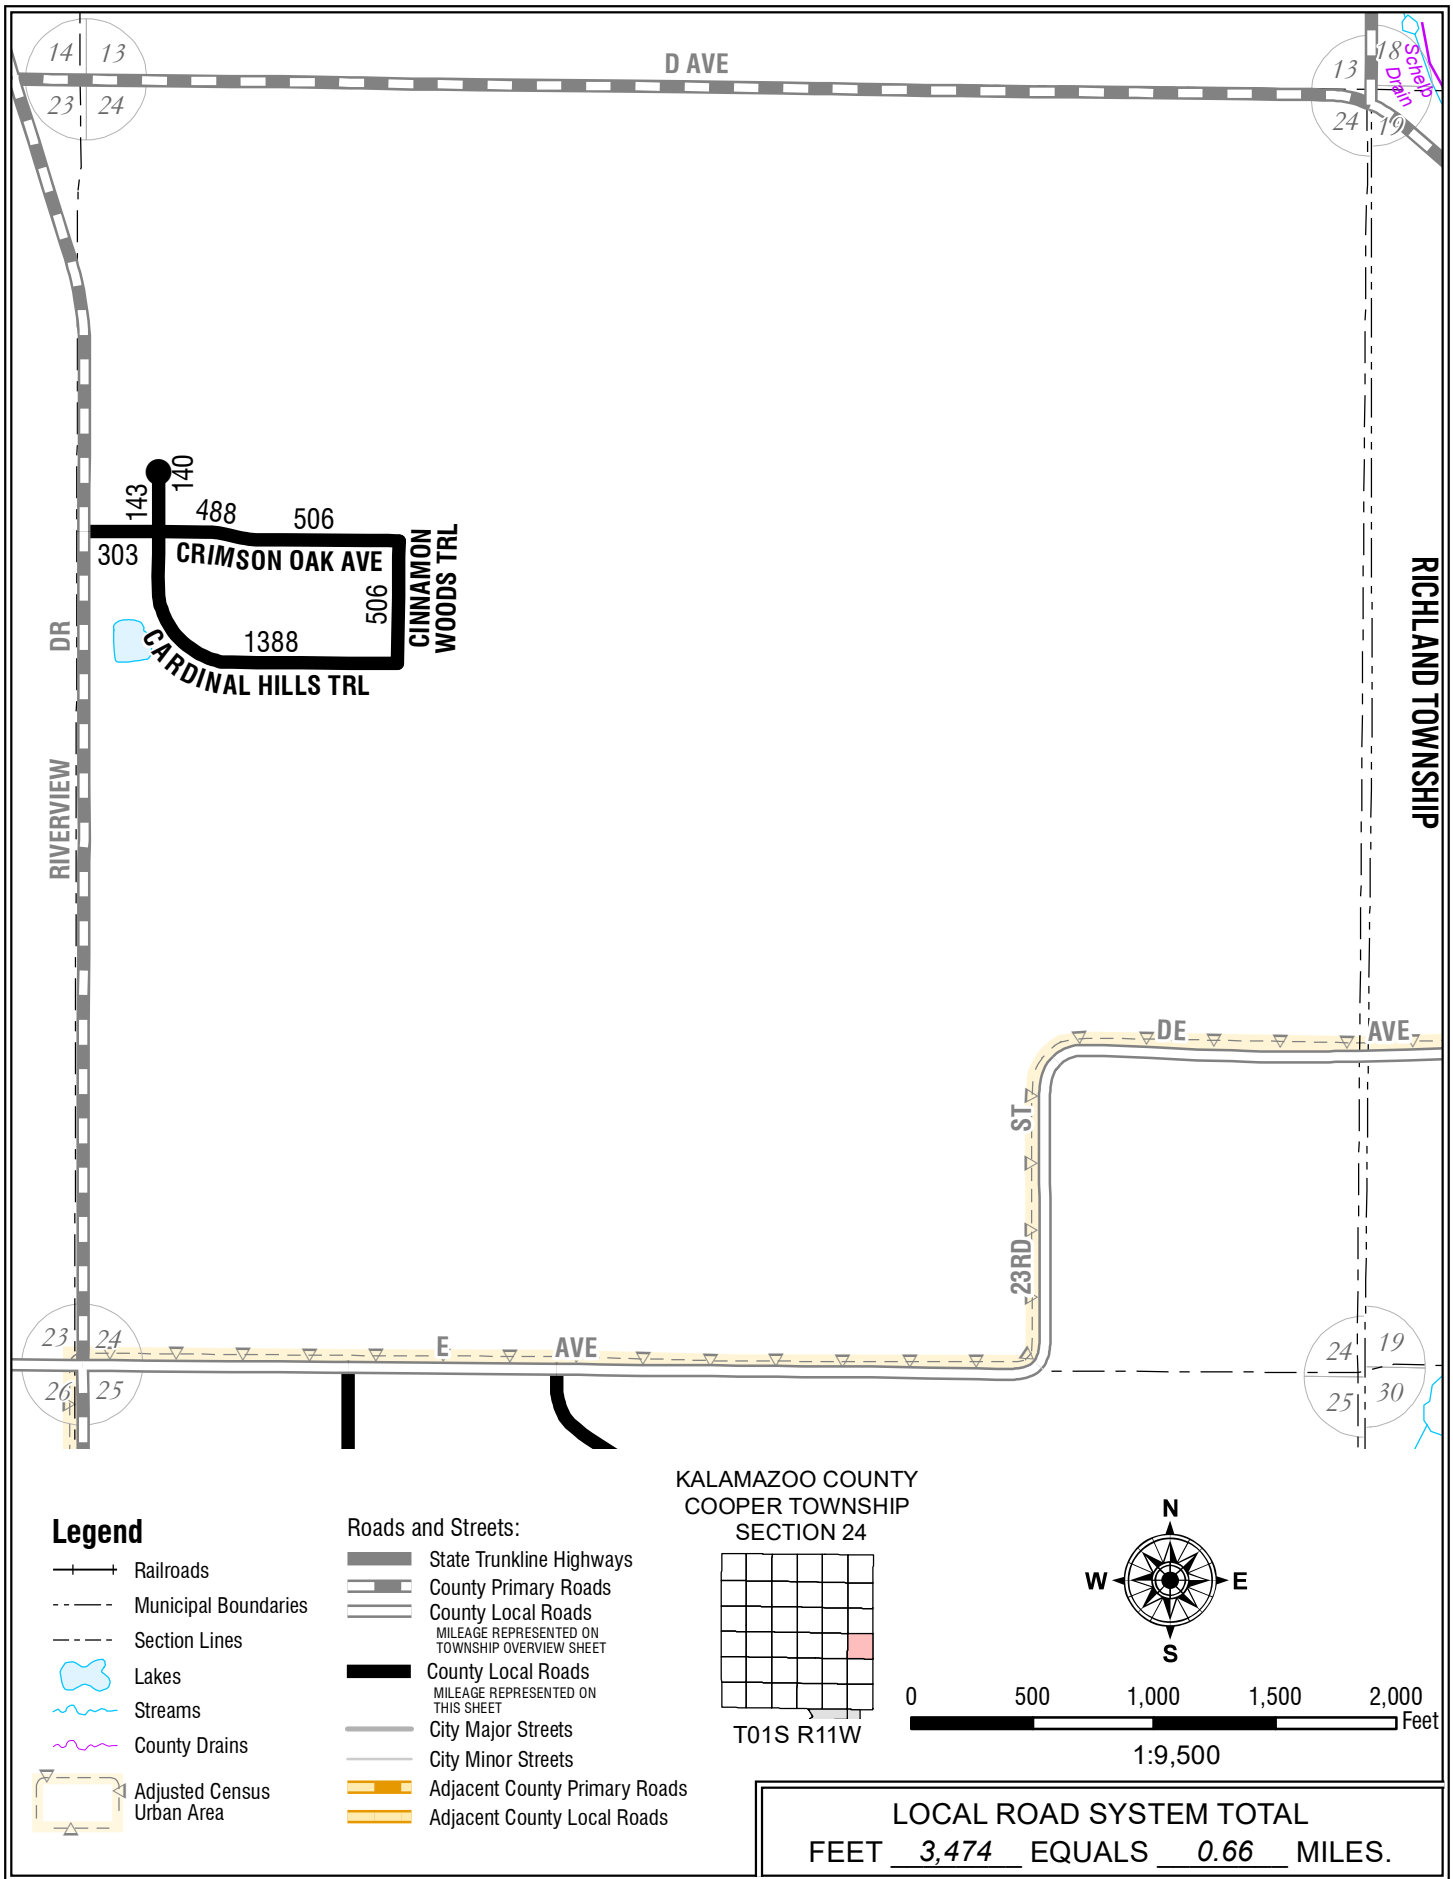 14 13
23 24
D AVE
13 18
24 19
Schelp
Drain
140
143
488
506
303
CRIMSON OAK AVE
CINNAMON
WOODS TRL
506
1388
CARDINAL HILLS TRL
RIVERVIEW DR
RICHLAND TOWNSHIP
DE AVE
23RD ST
E AVE
23 24
26 25
24 19
25 30
KALAMAZOO COUNTY
COOPER TOWNSHIP
SECTION 24
T01S R11W
Legend
Railroads
Municipal Boundaries
Section Lines
Lakes
Streams
County Drains
Adjusted Census
Urban Area
Roads and Streets:
State Trunkline Highways
County Primary Roads
County Local Roads
MILEAGE REPRESENTED ON
TOWNSHIP OVERVIEW SHEET
County Local Roads
MILEAGE REPRESENTED ON
THIS SHEET
City Major Streets
City Minor Streets
Adjacent County Primary Roads
Adjacent County Local Roads
N
W E
S
0 500 1,000 1,500 2,000
Feet
1:9,500
LOCAL ROAD SYSTEM TOTAL
FEET 3,474 EQUALS 0.66 MILES.